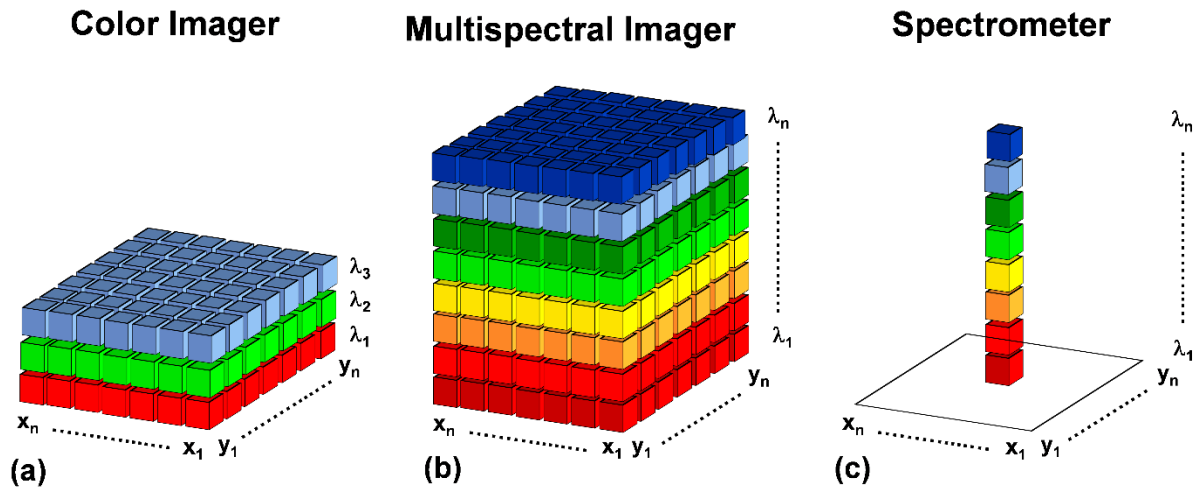 Color Imager
Multispectral Imager
Spectrometer
λ₃
λ₂
λ₁
yₙ
xₙ
x₁
y₁
(a)
λₙ
λ₁
yₙ
xₙ
x₁
y₁
(b)
λₙ
λ₁
yₙ
xₙ
x₁
y₁
(c)